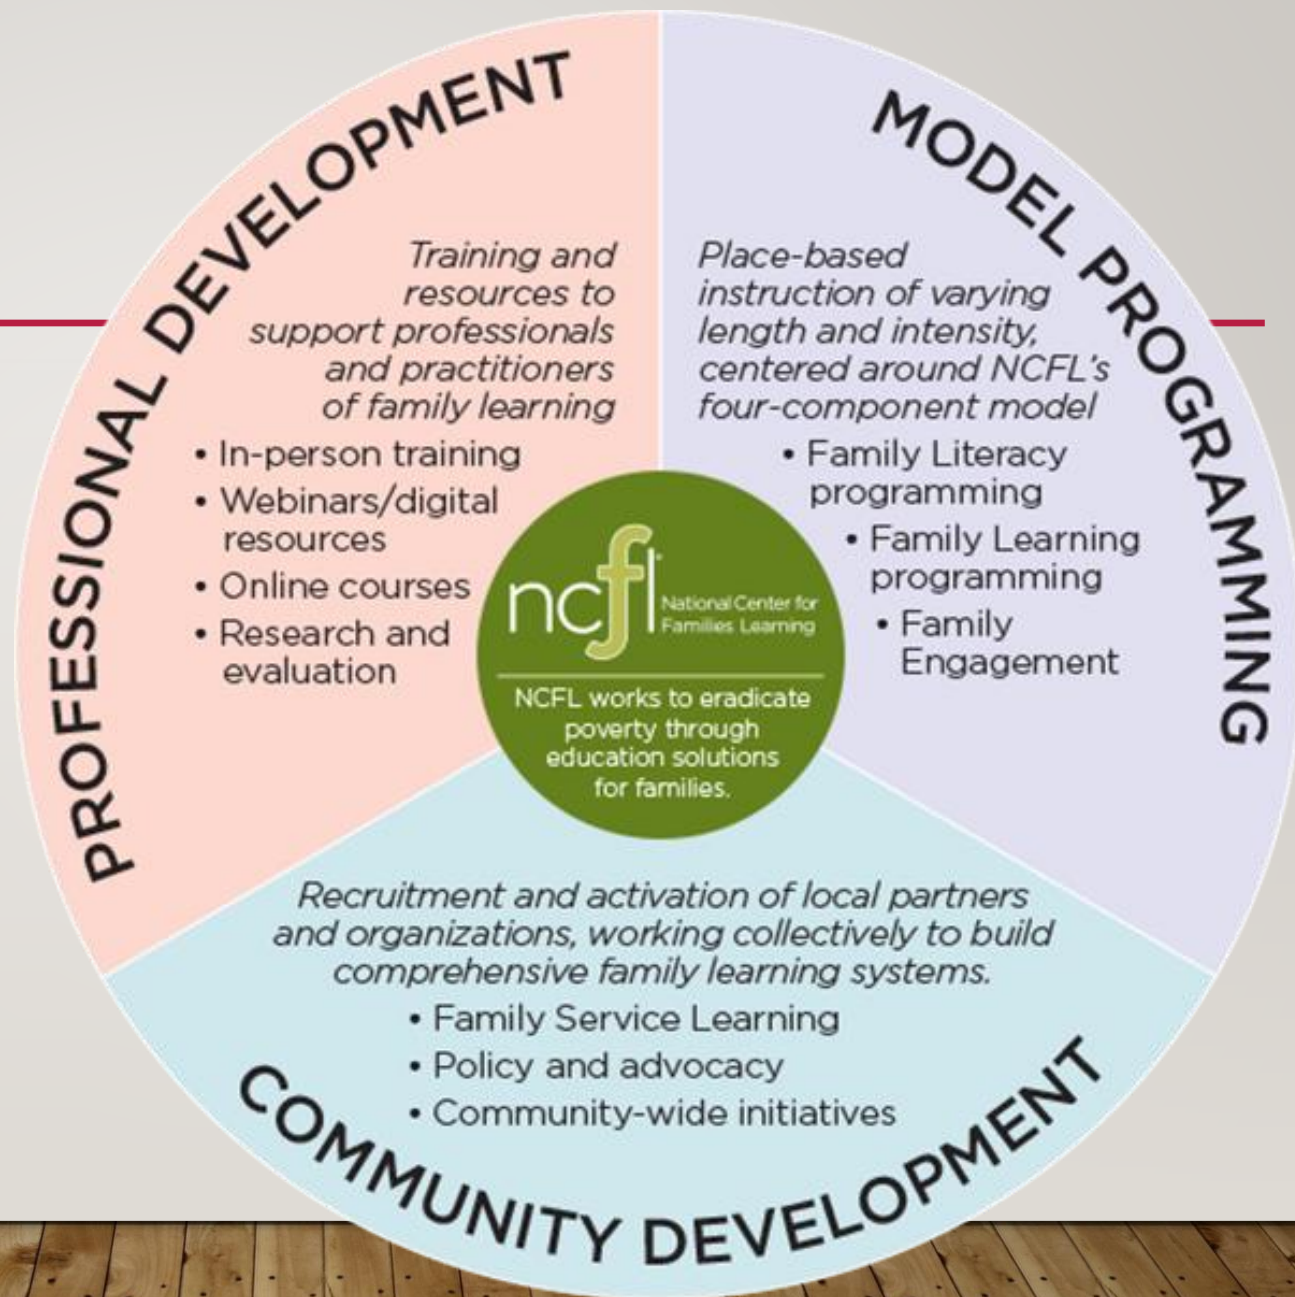 PROFESSIONAL DEVELOPMENT
Training and
resources to
support professionals
and practitioners
of family learning
• In-person training
• Webinars/digital
resources
• Online courses
• Research and
evaluation
MODEL PROGRAMMING
Place-based
instruction of varying
length and intensity,
centered around NCFL's
four-component model
• Family Literacy
programming
• Family Learning
programming
• Family
Engagement
ncfl
National Center for
Families Learning
NCFL works to eradicate
poverty through
education solutions
for families.
Recruitment and activation of local partners
and organizations, working collectively to build
comprehensive family learning systems.
• Family Service Learning
• Policy and advocacy
• Community-wide initiatives
COMMUNITY DEVELOPMENT